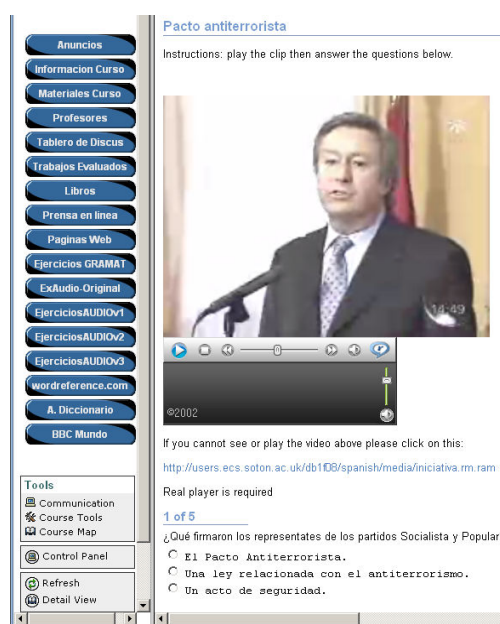 Anuncios
Informacion Curso
Materiales Curso
Profesores
Tablero de Discus
Trabajos Evaluados
Libros
Prensa en linea
Paginas Web
Ejercicios GRAMAT
ExAudio-Original
EjerciciosAUDIOv1
EjerciciosAUDIOv2
EjerciciosAUDIOv3
wordreference.com
A. Diccionario
BBC Mundo
Tools
Communication
Course Tools
Course Map
Control Panel
Refresh
Detail View
Pacto antiterrorista
Instructions: play the clip then answer the questions below.
14:49
©2002
If you cannot see or play the video above please click on this:
http://users.ecs.soton.ac.uk/db1f08/spanish/media/iniciativa.rm.ram
Real player is required
1 of 5
¿Qué firmaron los representates de los partidos Socialista y Popular
El Pacto Antiterrorista.
Una ley relacionada con el antiterrorismo.
Un acto de seguridad.